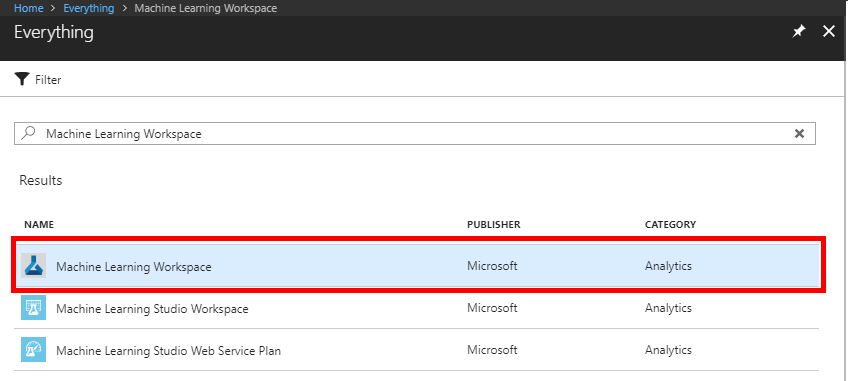 Home > Everything > Machine Learning Workspace
Everything
Filter
Machine Learning Workspace
Results
NAME PUBLISHER CATEGORY
Machine Learning Workspace Microsoft Analytics
Machine Learning Studio Workspace Microsoft Analytics
Machine Learning Studio Web Service Plan Microsoft Analytics